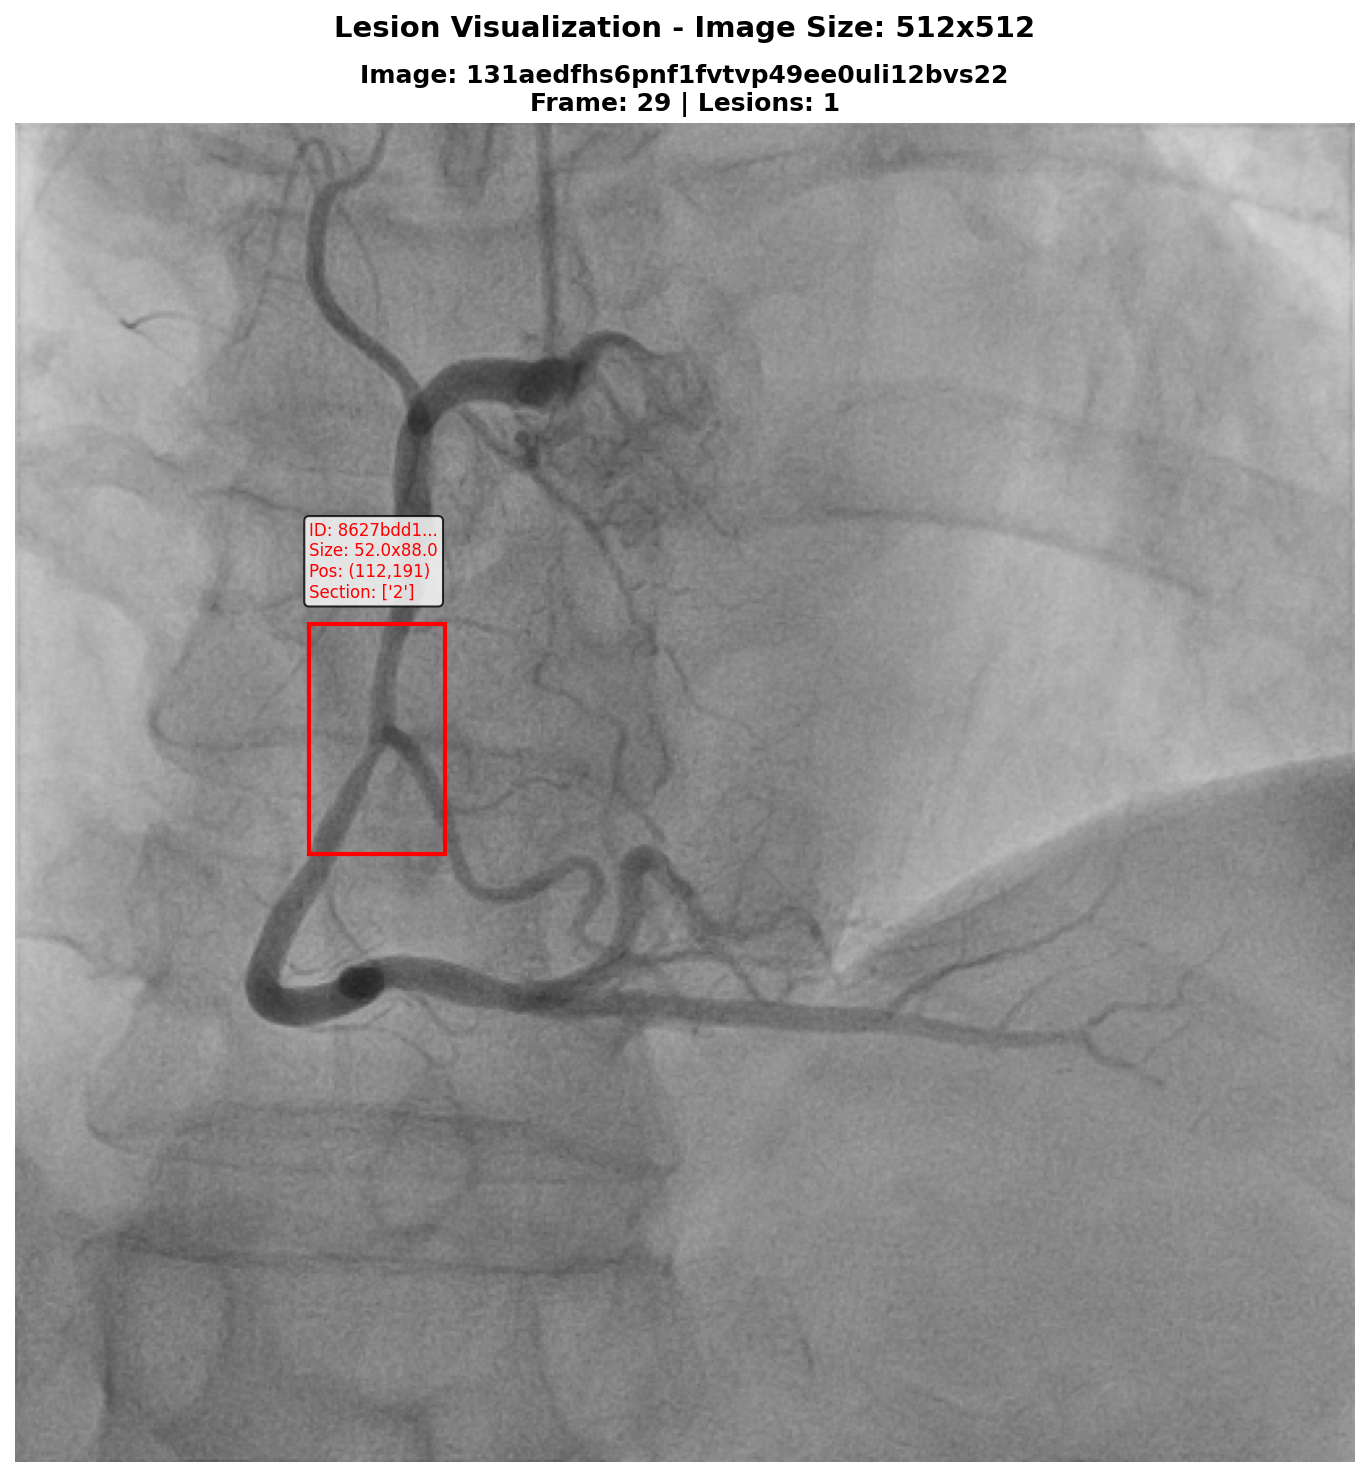 Lesion Visualization - Image Size: 512x512
Image: 131aedfhs6pnf1fvtvp49ee0uli12bvs22
Frame: 29 | Lesions: 1
ID: 8627bdd1...
Size: 52.0x88.0
Pos: (112,191)
Section: ['2']